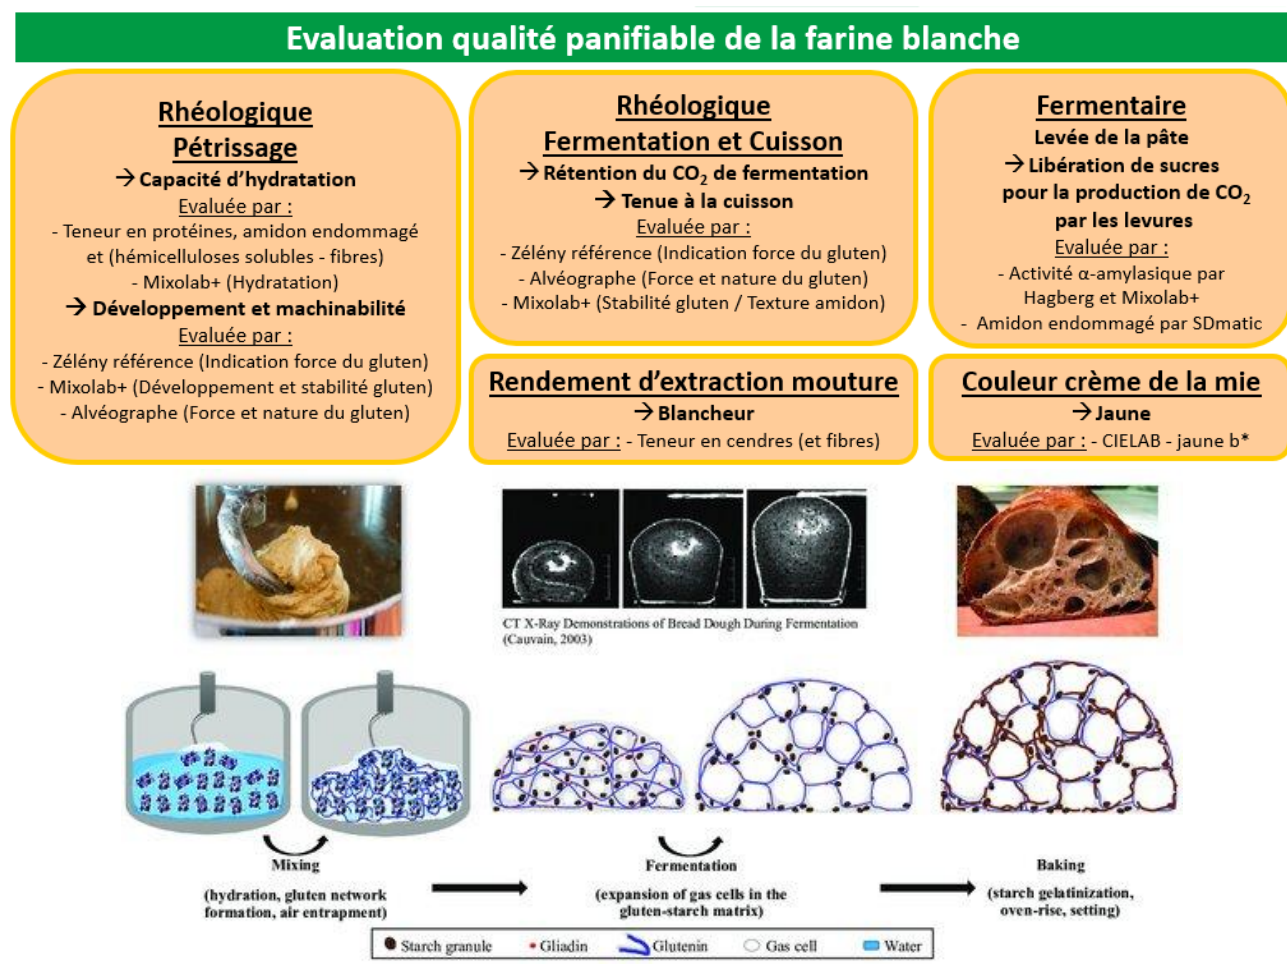 Evaluation qualité panifiable de la farine blanche
Rhéologique
Pétrissage
→ Capacité d’hydratation
Evaluée par :
- Teneur en protéines, amidon endommagé
et (hémicelluloses solubles - fibres)
- Mixolab+ (Hydratation)
→ Développement et machinabilité
Evaluée par :
- Zélény référence (Indication force du gluten)
- Mixolab+ (Développement et stabilité gluten)
- Alvéographe (Force et nature du gluten)
Rhéologique
Fermentation et Cuisson
→ Rétention du CO₂ de fermentation
→ Tenue à la cuisson
Evaluée par :
- Zélény référence (Indication force du gluten)
- Alvéographe (Force et nature du gluten)
- Mixolab+ (Stabilité gluten / Texture amidon)
Fermentaire
Levée de la pâte
→ Libération de sucres
pour la production de CO₂
par les levures
Evaluée par :
- Activité α-amylasique par
Hagberg et Mixolab+
- Amidon endommagé par SDmatic
Rendement d’extraction mouture
→ Blancheur
Evaluée par : - Teneur en cendres (et fibres)
Couleur crème de la mie
→ Jaune
Evaluée par : - CIELAB - jaune b*
CT X-Ray Demonstrations of Bread Dough During Fermentation
(Cauvain, 2003)
Mixing
(hydration, gluten network
formation, air entrapment)
Fermentation
(expansion of gas cells in the
gluten-starch matrix)
Baking
(starch gelatinization,
oven-rise, setting)
Starch granule Gliadin Glutenin Gas cell Water